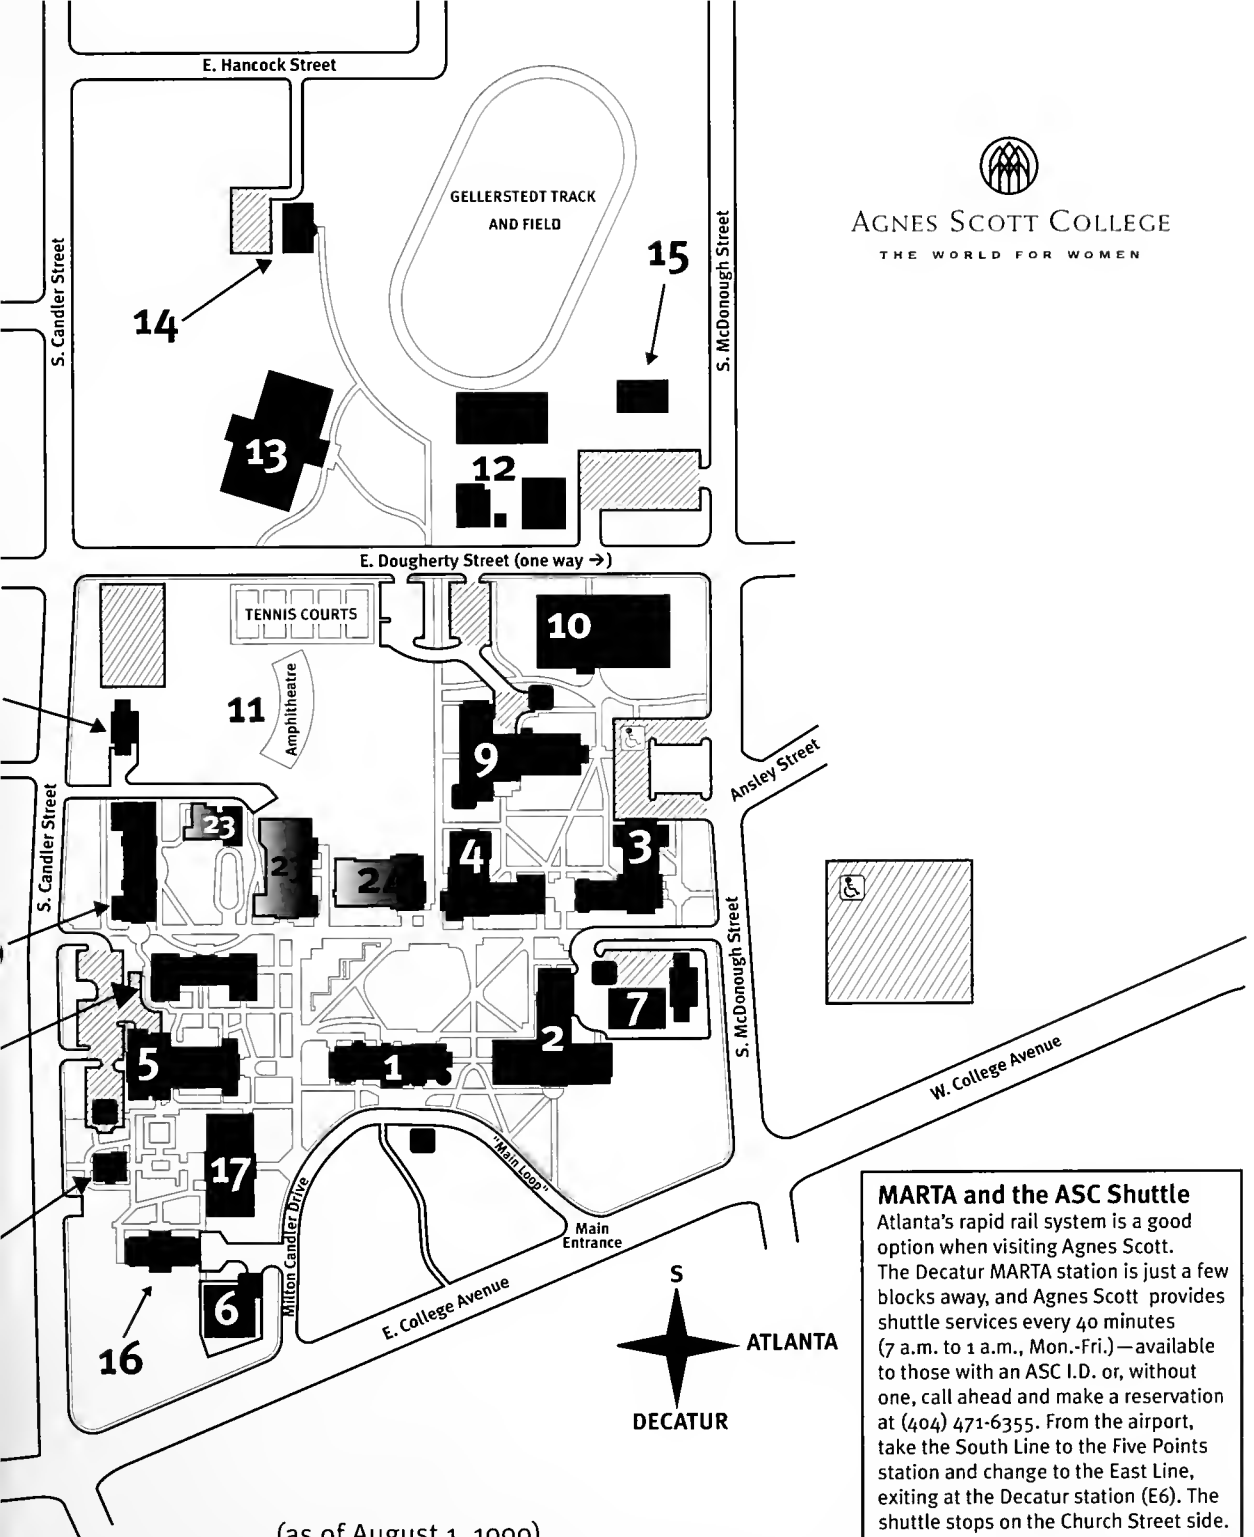 E. Hancock Street
GELLERSTEDT TRACK
AND FIELD
AGNES SCOTT COLLEGE
THE WORLD FOR WOMEN
S. Candler Street
S. McDonough Street
15
14
13
12
E. Dougherty Street (one way →)
TENNIS COURTS
10
11
Amphitheatre
9
Ansley Street
S. Candler Street
23
3
4
24
S. McDonough Street
7
2
5
1
W. College Avenue
17
"Main Loop"
Main
Entrance
Milton Candler Drive
6
16
E. College Avenue
S
ATLANTA
DECATUR
MARTA and the ASC Shuttle
Atlanta's rapid rail system is a good
option when visiting Agnes Scott.
The Decatur MARTA station is just a few
blocks away, and Agnes Scott provides
shuttle services every 40 minutes
(7 a.m. to 1 a.m., Mon.-Fri.)—available
to those with an ASC I.D. or, without
one, call ahead and make a reservation
at (404) 471-6355. From the airport,
take the South Line to the Five Points
station and change to the East Line,
exiting at the Decatur station (E6). The
shuttle stops on the Church Street side.
(as of August 1, 1999)